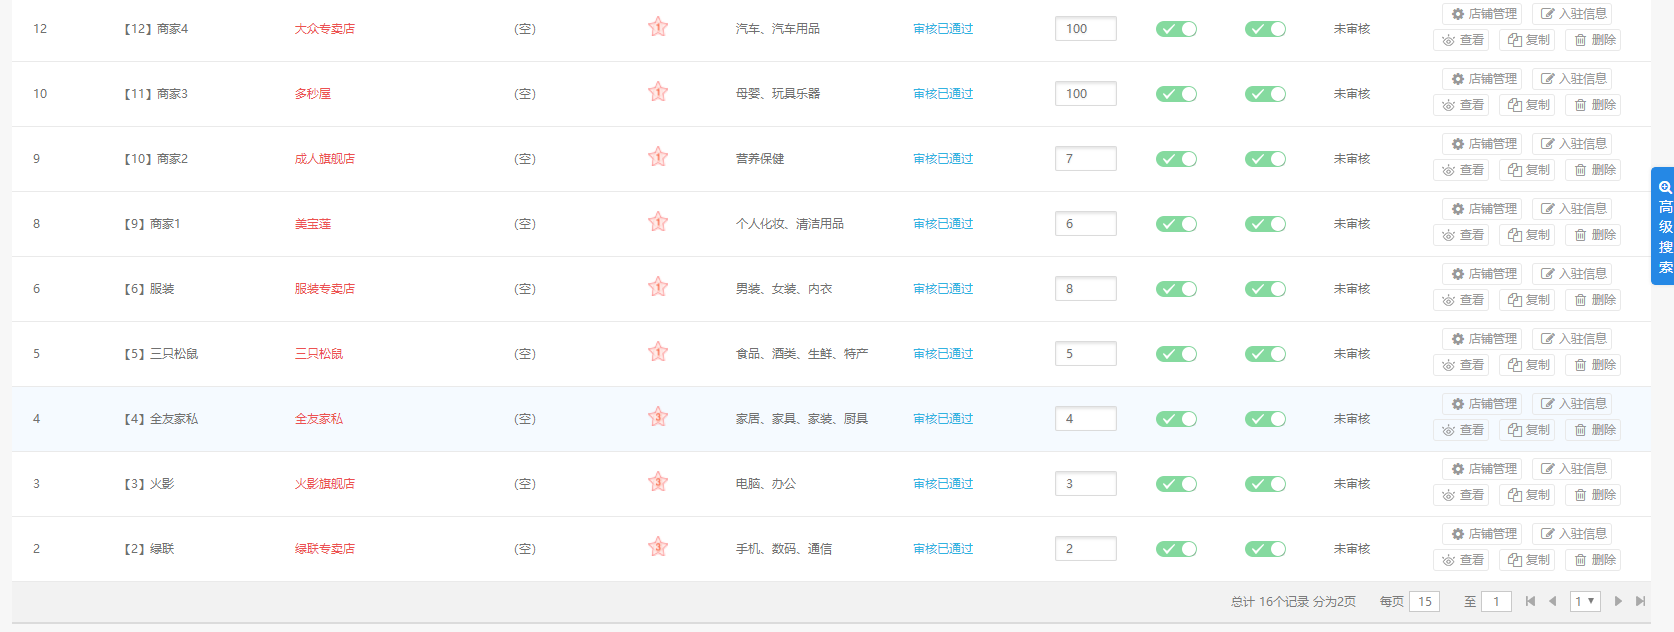 12 【12】商家4 大众专卖店 (空) 1 汽车、汽车用品 审核已通过 100 未审核 店铺管理 入驻信息
查看 复制 删除
10 【11】商家3 多秒屋 (空) 1 母婴、玩具乐器 审核已通过 100 未审核 店铺管理 入驻信息
查看 复制 删除
9 【10】商家2 成人旗舰店 (空) 1 营养保健 审核已通过 7 未审核 店铺管理 入驻信息
查看 复制 删除
8 【9】商家1 美宝莲 (空) 1 个人化妆、清洁用品 审核已通过 6 未审核 店铺管理 入驻信息
查看 复制 删除
6 【6】服装 服装专卖店 (空) 1 男装、女装、内衣 审核已通过 8 未审核 店铺管理 入驻信息
查看 复制 删除
5 【5】三只松鼠 三只松鼠 (空) 1 食品、酒类、生鲜、特产 审核已通过 5 未审核 店铺管理 入驻信息
查看 复制 删除
4 【4】全友家私 全友家私 (空) 3 家居、家具、家装、厨具 审核已通过 4 未审核 店铺管理 入驻信息
查看 复制 删除
3 【3】火影 火影旗舰店 (空) 3 电脑、办公 审核已通过 3 未审核 店铺管理 入驻信息
查看 复制 删除
2 【2】绿联 绿联专卖店 (空) 3 手机、数码、通信 审核已通过 2 未审核 店铺管理 入驻信息
查看 复制 删除
总计 16个记录 分为2页 每页 15 至 1 1
高级搜索